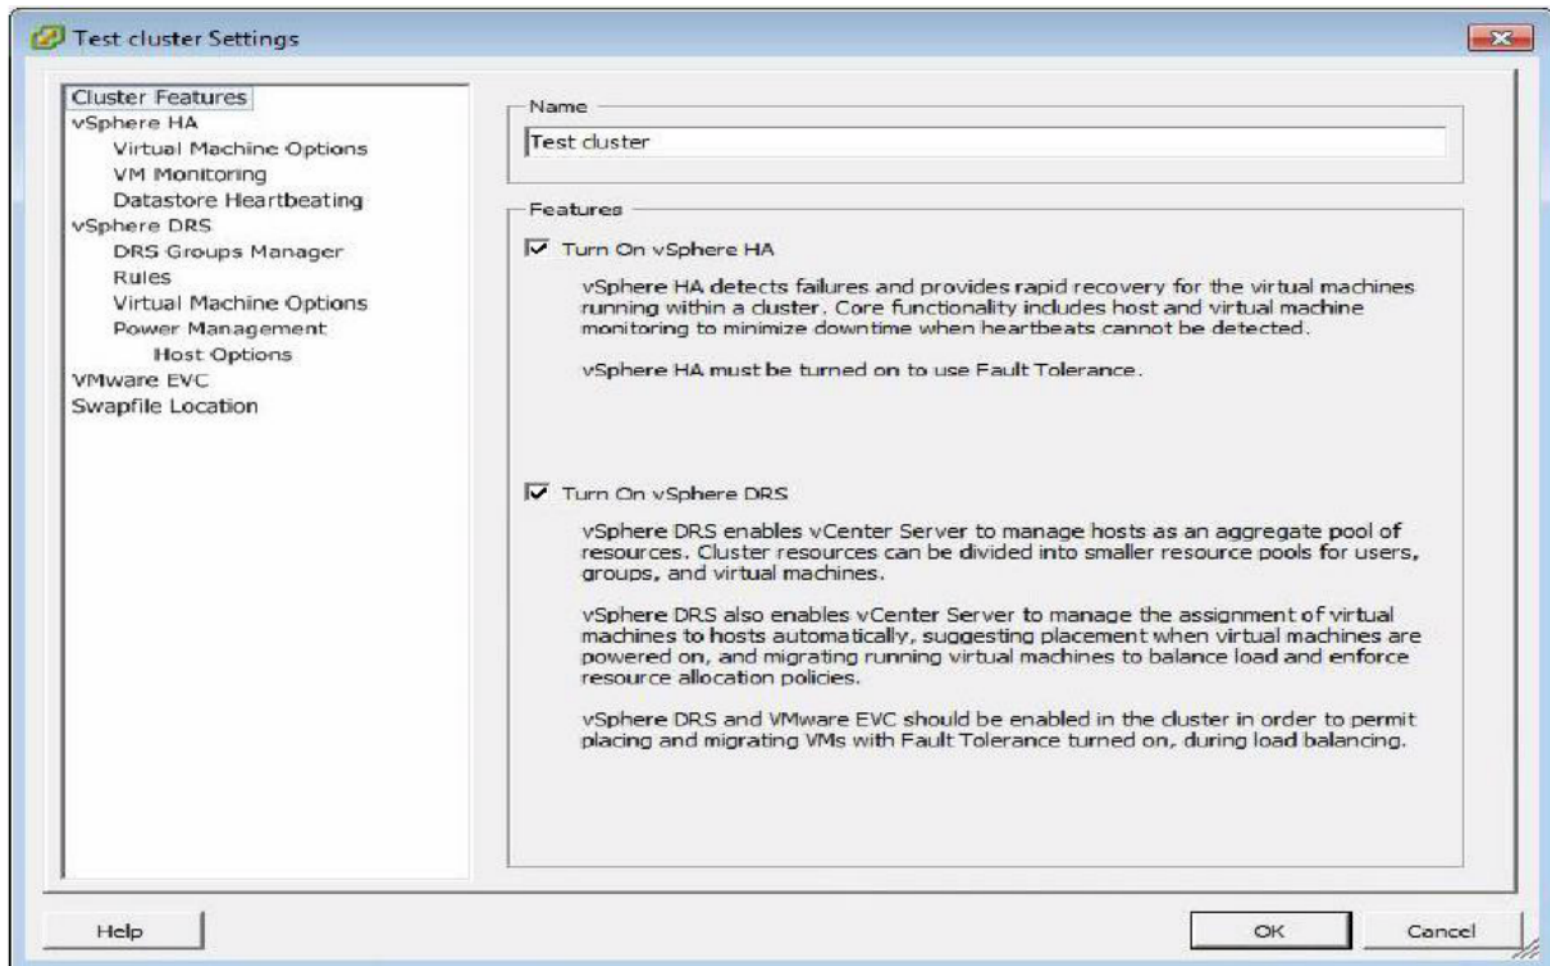 Test cluster Settings
Cluster Features
vSphere HA
Virtual Machine Options
VM Monitoring
Datastore Heartbeating
vSphere DRS
DRS Groups Manager
Rules
Virtual Machine Options
Power Management
Host Options
VMware EVC
Swapfile Location
Name
Test cluster
Features
Turn On vSphere HA
vSphere HA detects failures and provides rapid recovery for the virtual machines
running within a cluster. Core functionality includes host and virtual machine
monitoring to minimize downtime when heartbeats cannot be detected.
vSphere HA must be turned on to use Fault Tolerance.
Turn On vSphere DRS
vSphere DRS enables vCenter Server to manage hosts as an aggregate pool of
resources. Cluster resources can be divided into smaller resource pools for users,
groups, and virtual machines.
vSphere DRS also enables vCenter Server to manage the assignment of virtual
machines to hosts automatically, suggesting placement when virtual machines are
powered on, and migrating running virtual machines to balance load and enforce
resource allocation policies.
vSphere DRS and VMware EVC should be enabled in the cluster in order to permit
placing and migrating VMs with Fault Tolerance turned on, during load balancing.
Help
OK
Cancel